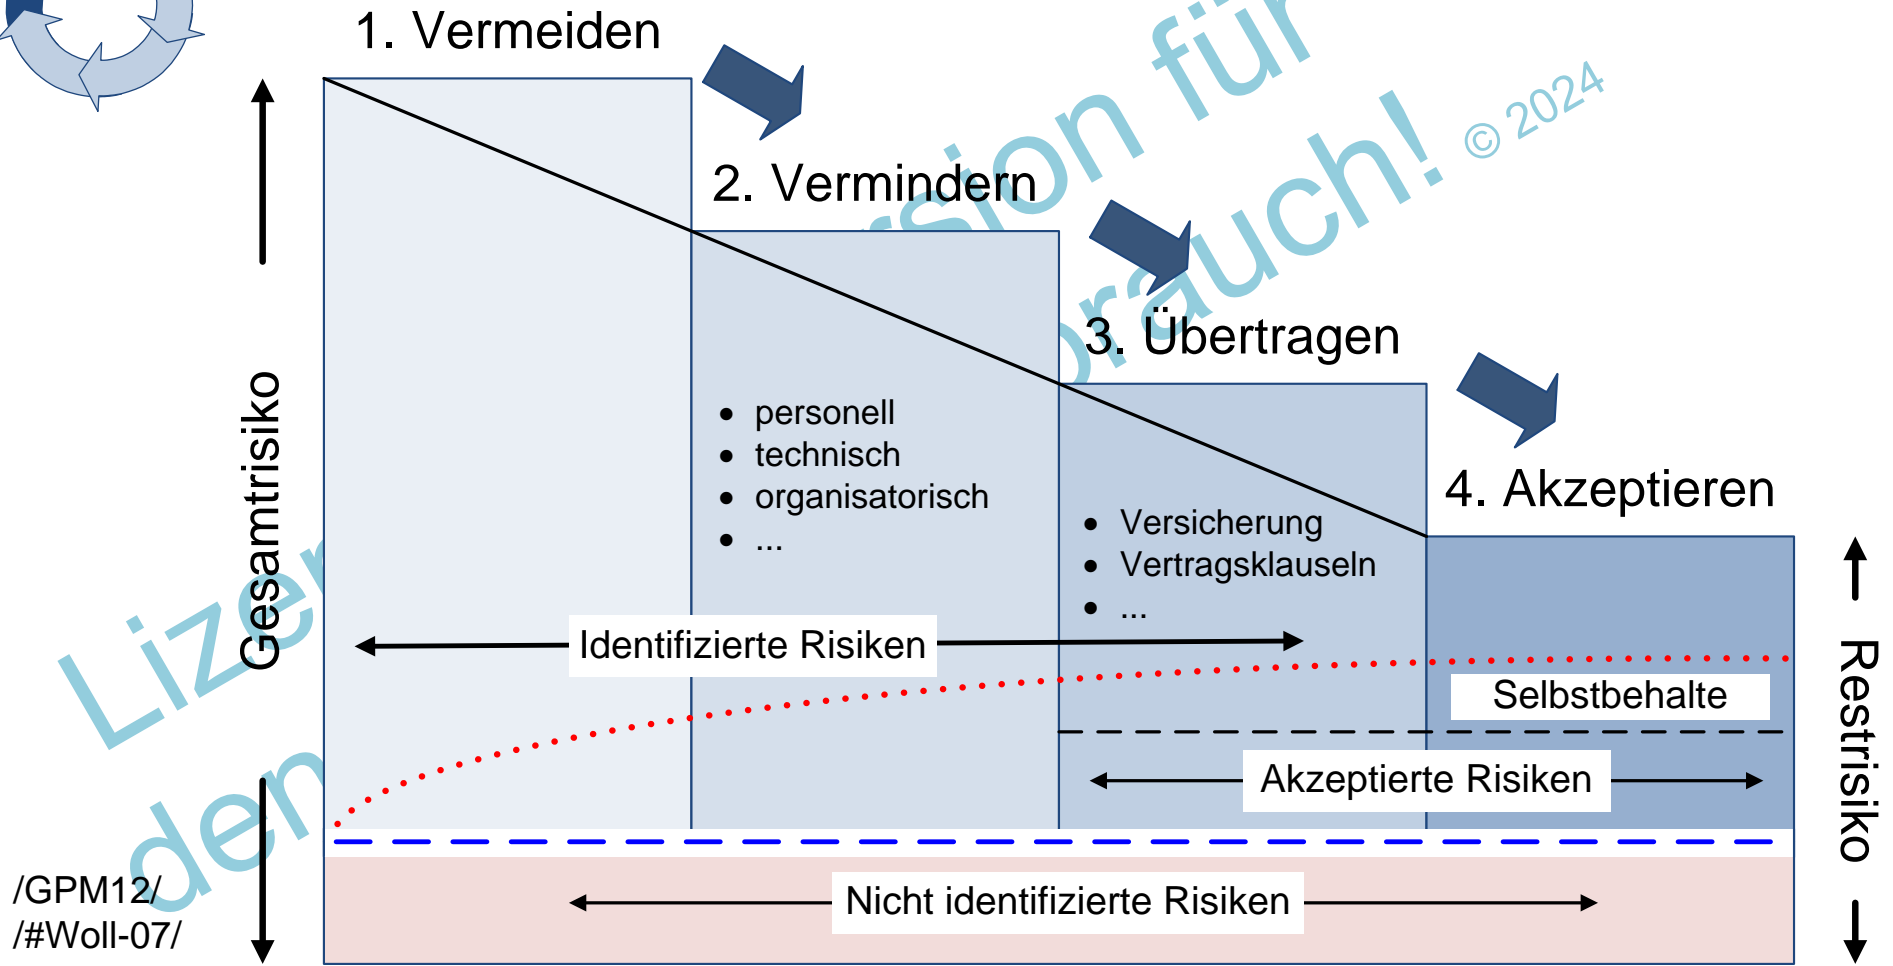 1. Vermeiden
2. Vermindern
3. Übertragen
4. Akzeptieren
Gesamtrisiko
• personell
• technisch
• organisatorisch
• ...
• Versicherung
• Vertragsklauseln
• ...
Identifizierte Risiken
Selbstbehalte
Akzeptierte Risiken
Nicht identifizierte Risiken
Restrisiko
/GPM12/
/#Woll-07/
für
© 2024